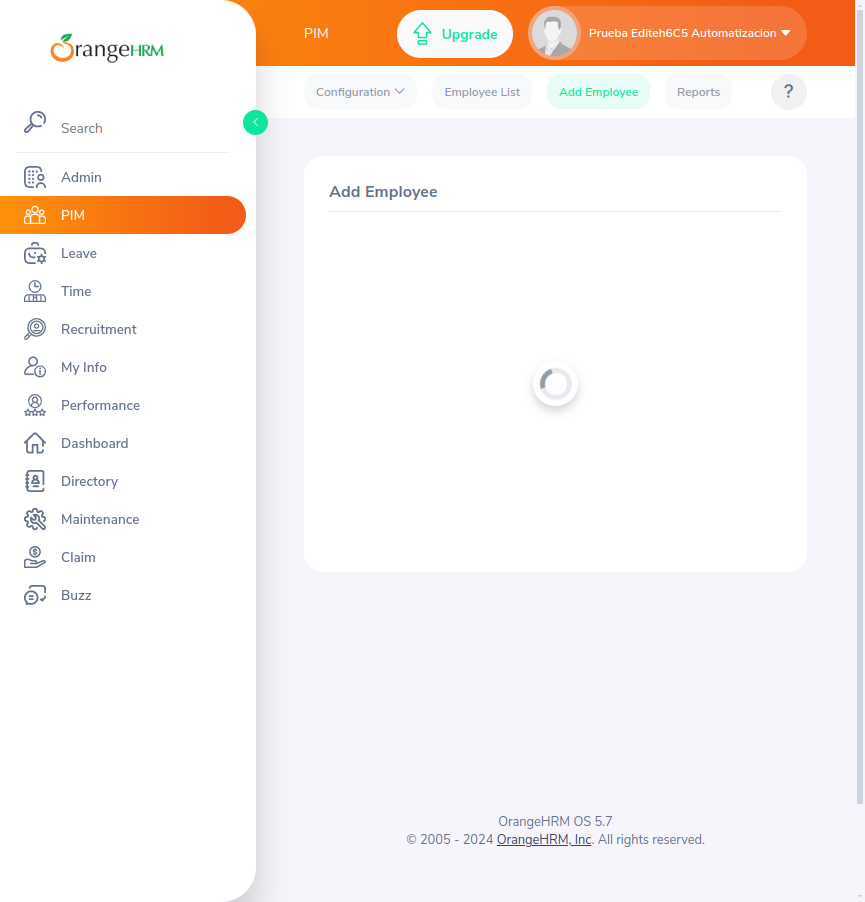 OrangeHRM
Search
Admin
PIM
Leave
Time
Recruitment
My Info
Performance
Dashboard
Directory
Maintenance
Claim
Buzz
PIM
Upgrade
Prueba Editeh6C5 Automatizacion
Configuration
Employee List
Add Employee
Reports
?
Add Employee
OrangeHRM OS 5.7
© 2005 - 2024 OrangeHRM, Inc. All rights reserved.